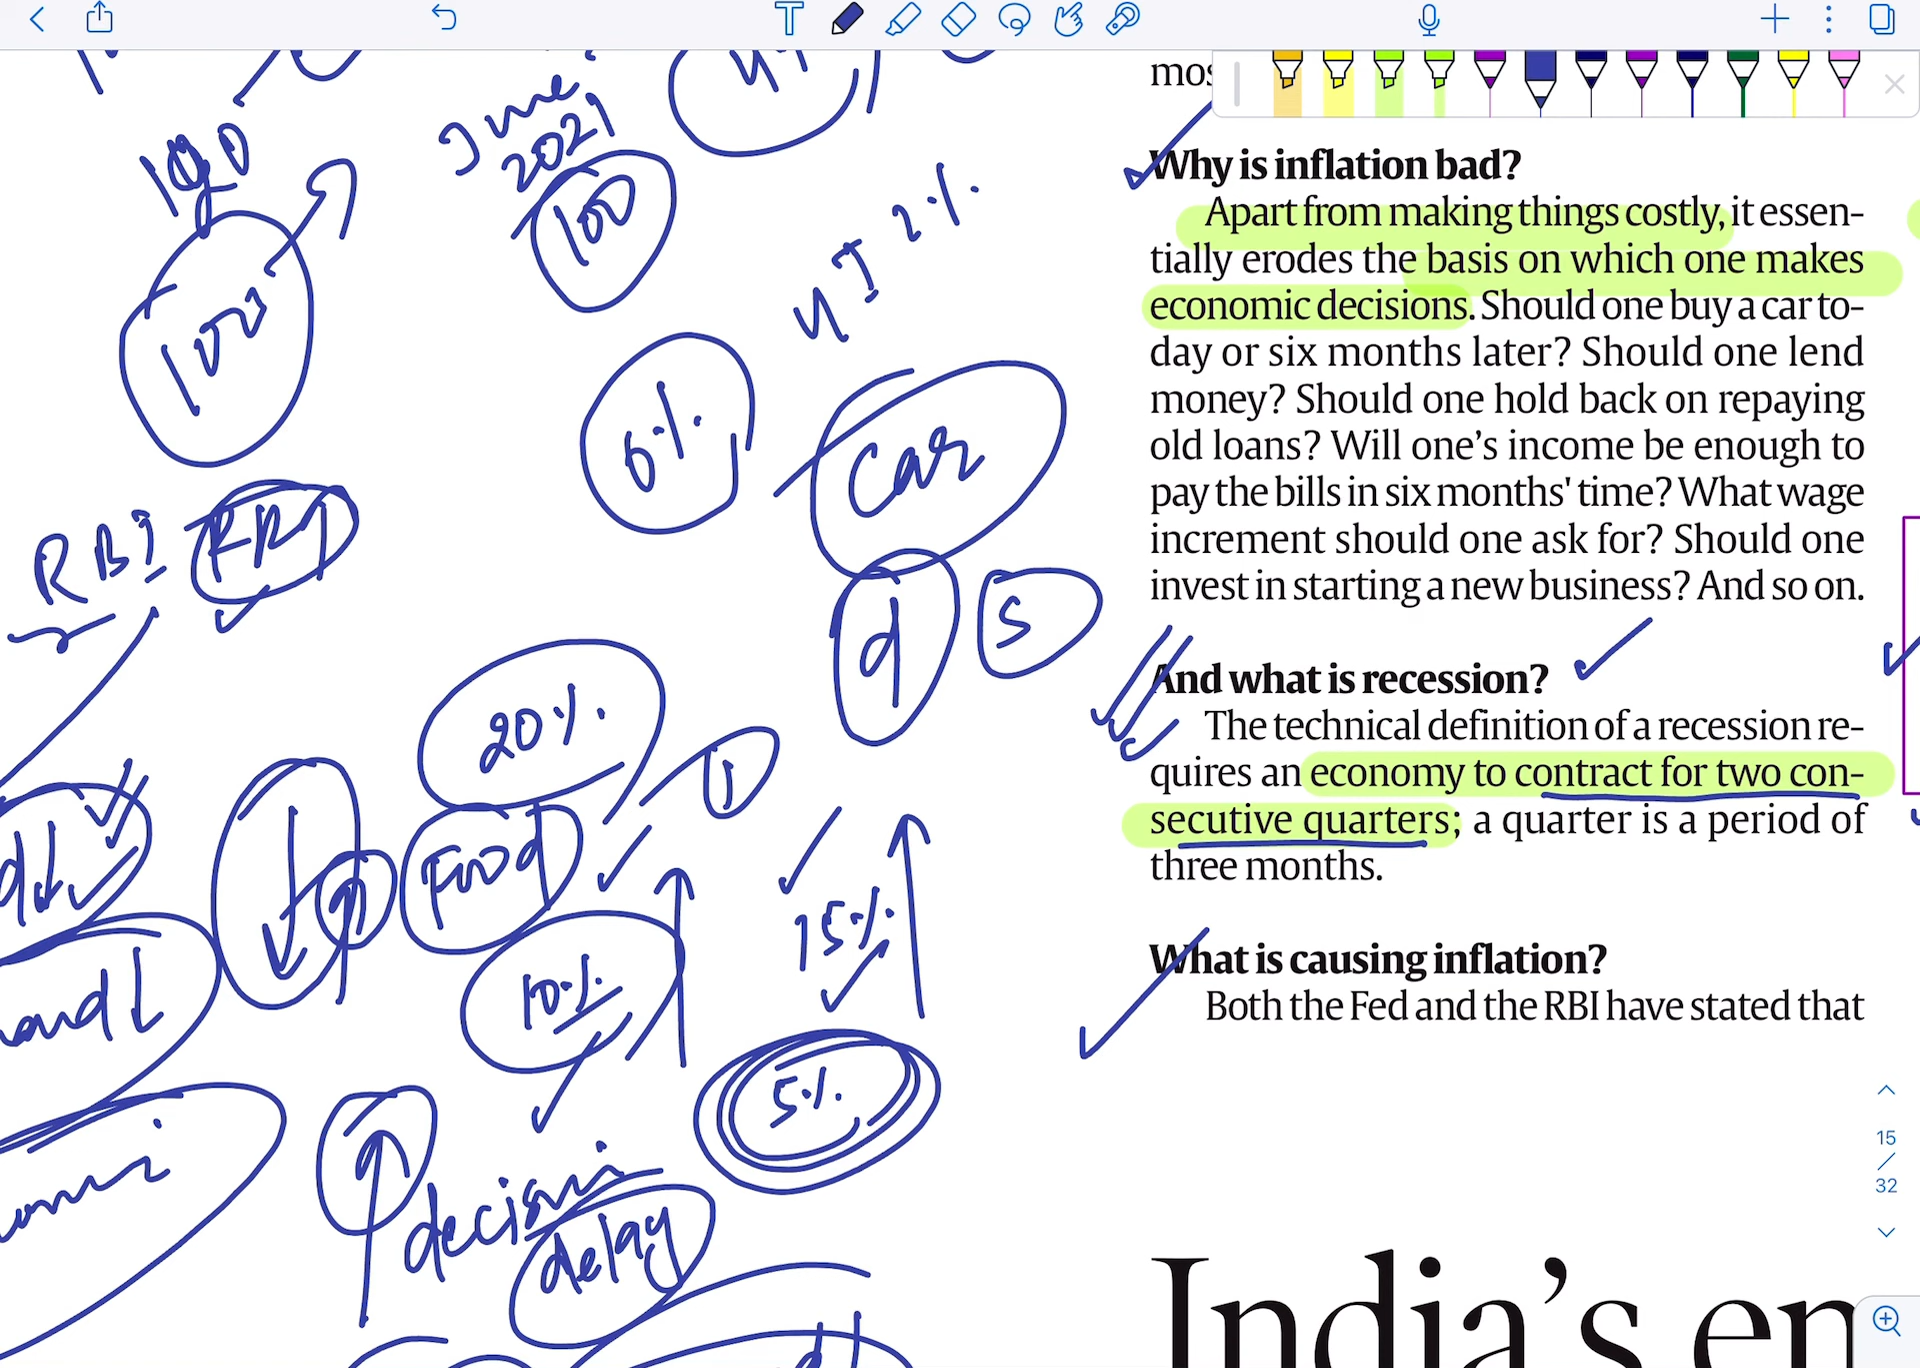 June
2021
100
100
2%
6%
Car
RBI
RR↑
d
S
20%
Food
10%
15%
5%
decision
delay
Why is inflation bad?
Apart from making things costly, it essen-
tially erodes the basis on which one makes
economic decisions. Should one buy a car to-
day or six months later? Should one lend
money? Should one hold back on repaying
old loans? Will one’s income be enough to
pay the bills in six months' time? What wage
increment should one ask for? Should one
invest in starting a new business? And so on.
And what is recession?
The technical definition of a recession re-
quires an economy to contract for two con-
secutive quarters; a quarter is a period of
three months.
What is causing inflation?
Both the Fed and the RBI have stated that
15
/
32
India’s en